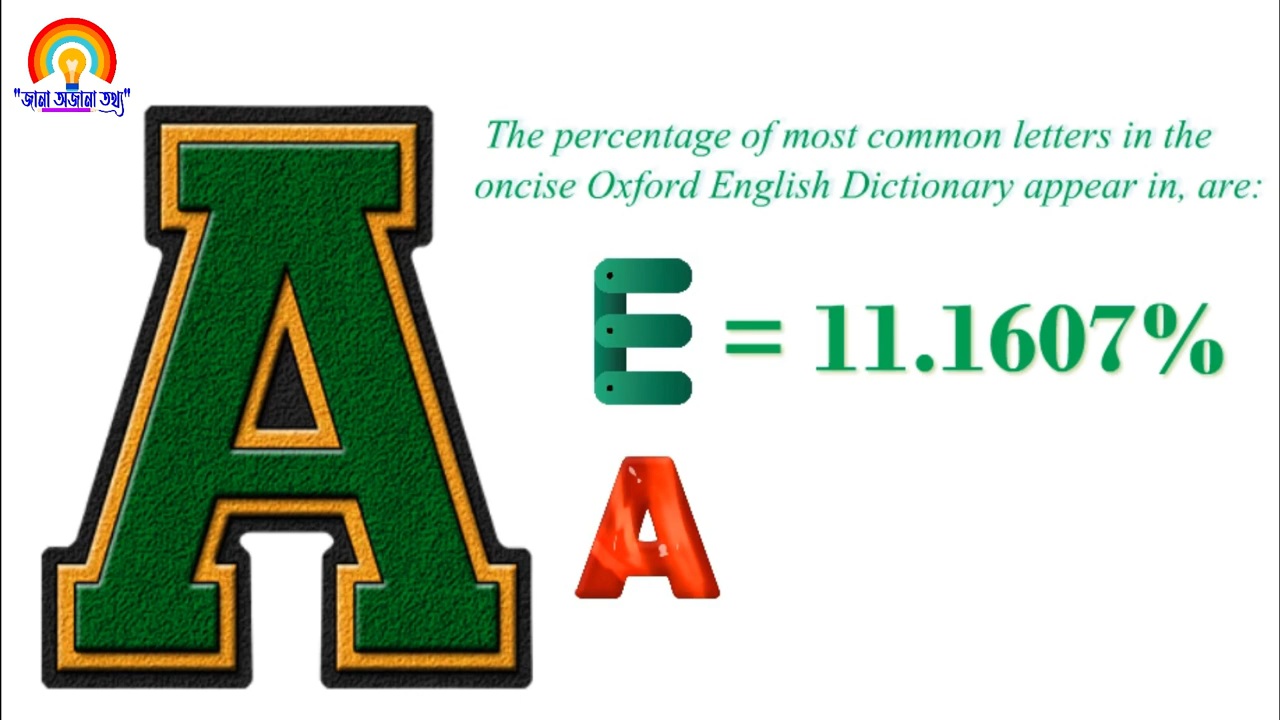 "জানা অজানা তথ্য"
A
The percentage of most common letters in the
oncise Oxford English Dictionary appear in, are:
E = 11.1607%
A